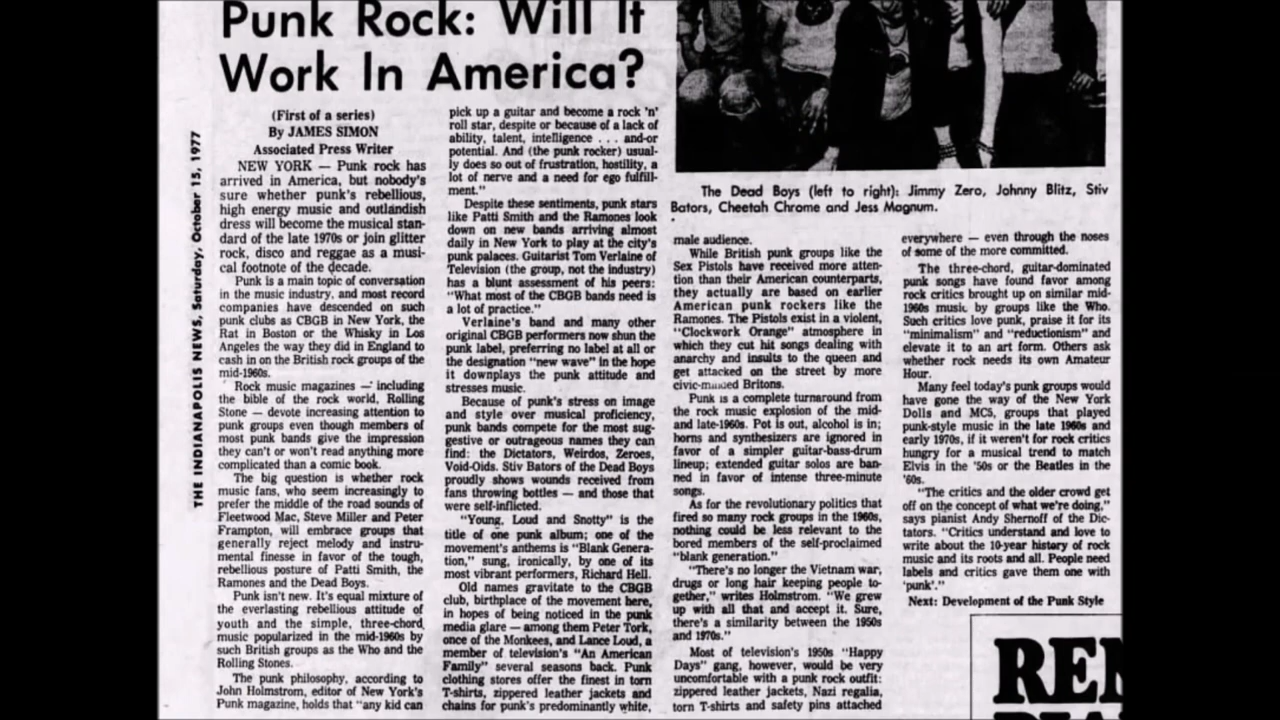 Punk Rock: Will It
Work In America?
THE INDIANAPOLIS NEWS, Saturday, October 15, 1977
(First of a series)
By JAMES SIMON
Associated Press Writer
NEW YORK — Punk rock has
arrived in America, but nobody's
sure whether punk's rebellious,
high energy music and outlandish
dress will become the musical stan-
dard of the late 1970s or join glitter
rock, disco and reggae as a musi-
cal footnote of the decade.
Punk is a main topic of conversation
in the music industry, and most record
companies have descended on such
punk clubs as CBGB in New York, the
Rat in Boston or the Whisky in Los
Angeles the way they did in England to
cash in on the British rock groups of the
mid-1960s.
Rock music magazines — including
the bible of the rock world, Rolling
Stone — devote increasing attention to
punk groups even though members of
most punk bands give the impression
they can't or won't read anything more
complicated than a comic book.
The big question is whether rock
music fans, who seem increasingly to
prefer the middle of the road sounds of
Fleetwood Mac, Steve Miller and Peter
Frampton, will embrace groups that
generally reject melody and instru-
mental finesse in favor of the tough,
rebellious posture of Patti Smith, the
Ramones and the Dead Boys.
Punk isn't new. It's equal mixture of
the everlasting rebellious attitude of
youth and the simple, three-chord
music popularized in the mid-1960s by
such British groups as the Who and the
Rolling Stones.
The punk philosophy, according to
John Holmstrom, editor of New York's
Punk magazine, holds that "any kid can
pick up a guitar and become a rock 'n'
roll star, despite or because of a lack of
ability, talent, intelligence . . . and-or
potential. And (the punk rocker) usual-
ly does so out of frustration, hostility, a
lot of nerve and a need for ego fulfill-
ment."
Despite these sentiments, punk stars
like Patti Smith and the Ramones look
down on new bands arriving almost
daily in New York to play at the city's
punk palaces. Guitarist Tom Verlaine of
Television (the group, not the industry)
has a blunt assessment of his peers:
"What most of the CBGB bands need is
a lot of practice."
Verlaine's band and many other
original CBGB performers now shun the
punk label, preferring no label at all or
the designation "new wave" in the hope
it downplays the punk attitude and
stresses music.
Because of punk's stress on image
and style over musical proficiency,
punk bands compete for the most sug-
gestive or outrageous names they can
find: the Dictators, Weirdos, Zeroes,
Void-Oids. Stiv Bators of the Dead Boys
proudly shows wounds received from
fans throwing bottles — and those that
were self-inflicted.
"Young, Loud and Snotty" is the
title of one punk album; one of the
movement's anthems is "Blank Genera-
tion," sung, ironically, by one of its
most vibrant performers, Richard Hell.
Old names gravitate to the CBGB
club, birthplace of the movement here,
in hopes of being noticed in the punk
media glare — among them Peter Tork,
once of the Monkees, and Lance Loud, a
member of television's "An American
Family" several seasons back. Punk
clothing stores offer the finest in torn
T-shirts, zippered leather jackets and
chains for punk's predominantly white,
The Dead Boys (left to right): Jimmy Zero, Johnny Blitz, Stiv
Bators, Cheetah Chrome and Jess Magnum.
male audience.
While British punk groups like the
Sex Pistols have received more atten-
tion than their American counterparts,
they actually are based on earlier
American punk rockers like the
Ramones. The Pistols exist in a violent,
"Clockwork Orange" atmosphere in
which they cut hit songs dealing with
anarchy and insults to the queen and
get attacked on the street by more
civic-minded Britons.
Punk is a complete turnaround from
the rock music explosion of the mid-
and late-1960s. Pot is out, alcohol is in;
horns and synthesizers are ignored in
favor of a simpler guitar-bass-drum
lineup; extended guitar solos are ban-
ned in favor of intense three-minute
songs.
As for the revolutionary politics that
fired so many rock groups in the 1960s,
nothing could be less relevant to the
bored members of the self-proclaimed
"blank generation."
"There's no longer the Vietnam war,
drugs or long hair keeping people to-
gether," writes Holmstrom. "We grew
up with all that and accept it. Sure,
there's a similarity between the 1950s
and 1970s."
Most of television's 1950s "Happy
Days" gang, however, would be very
uncomfortable with a punk rock outfit:
zippered leather jackets, Nazi regalia,
torn T-shirts and safety pins attached
everywhere — even through the noses
of some of the more committed.
The three-chord, guitar-dominated
punk songs have found favor among
rock critics brought up on similar mid-
1960s music by groups like the Who.
Such critics love punk, praise it for its
"minimalism" and "reductionism" and
elevate it to an art form. Others ask
whether rock needs its own Amateur
Hour.
Many feel today's punk groups would
have gone the way of the New York
Dolls and MC5, groups that played
punk-style music in the late 1960s and
early 1970s, if it weren't for rock critics
hungry for a musical trend to match
Elvis in the '50s or the Beatles in the
'60s.
"The critics and the older crowd get
off on the concept of what we're doing,"
says pianist Andy Shernoff of the Dic-
tators. "Critics understand and love to
write about the 10-year history of rock
music and its roots and all. People need
labels and critics gave them one with
'punk'."
Next: Development of the Punk Style